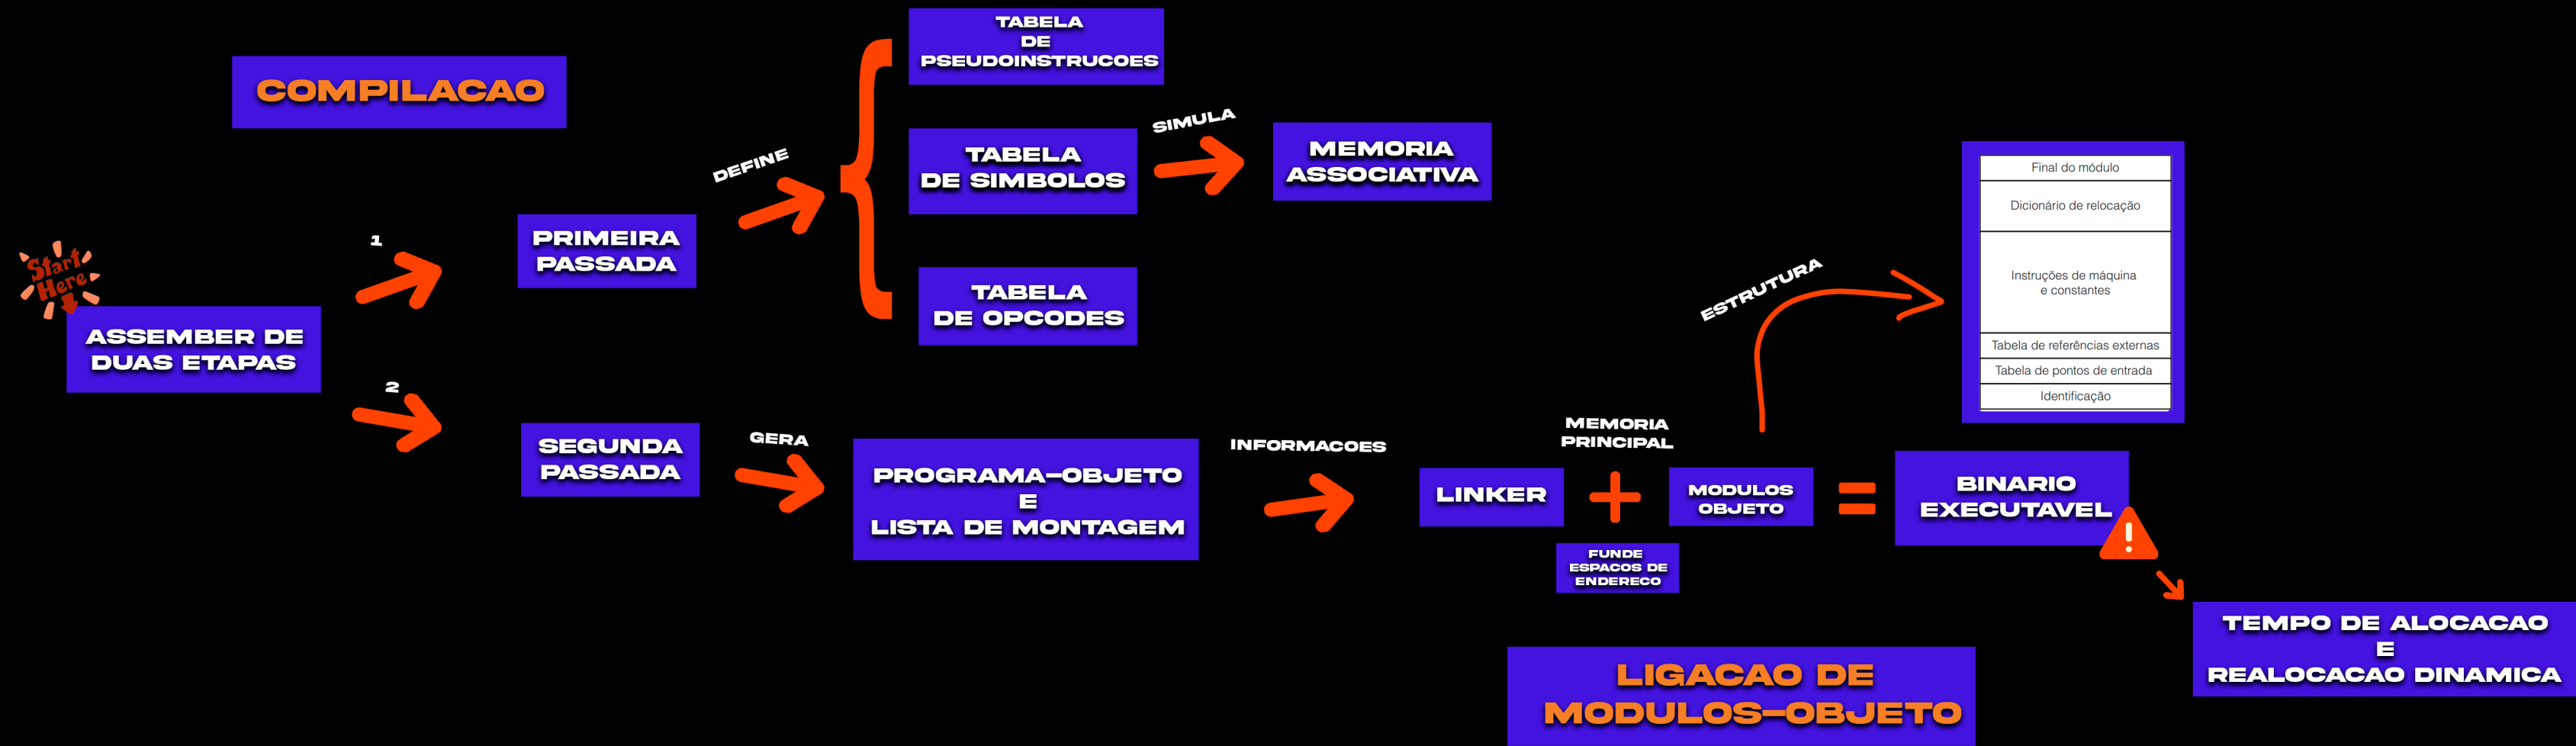 COMPILACAO
Start
Here
ASSEMBER DE
DUAS ETAPAS
1
PRIMEIRA
PASSADA
DEFINE
TABELA
DE
PSEUDOINSTRUCOES
TABELA
DE SIMBOLOS
SIMULA
MEMORIA
ASSOCIATIVA
TABELA
DE OPCODES
2
SEGUNDA
PASSADA
GERA
PROGRAMA-OBJETO
E
LISTA DE MONTAGEM
INFORMACOES
LINKER
MEMORIA
PRINCIPAL
+
FUNDE
ESPACOS DE
ENDERECO
MODULOS
OBJETO
ESTRUTURA
Final do módulo
Dicionário de relocação
Instruções de máquina
e constantes
Tabela de referências externas
Tabela de pontos de entrada
Identificação
=
BINARIO
EXECUTAVEL
!
TEMPO DE ALOCACAO
E
REALOCACAO DINAMICA
LIGACAO DE
MODULOS-OBJETO